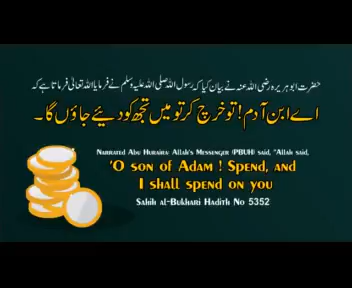 حضرت ابوہریرہ رضی اللہ عنہ نے بیان کیا کہ رسول اللہ صلی اللہ علیہ وسلم نے فرمایا اللہ تعالیٰ فرماتا ہے کہ
اے ابن آدم ! تو خرچ کر تو میں تجھ کو دیئے جاؤں گا ۔
Narrated Abu Huraira: Allah's Messenger (PBUH) said, "Allah said,
'O son of Adam ! Spend, and
I shall spend on you
Sahih al-Bukhari Hadith No 5352